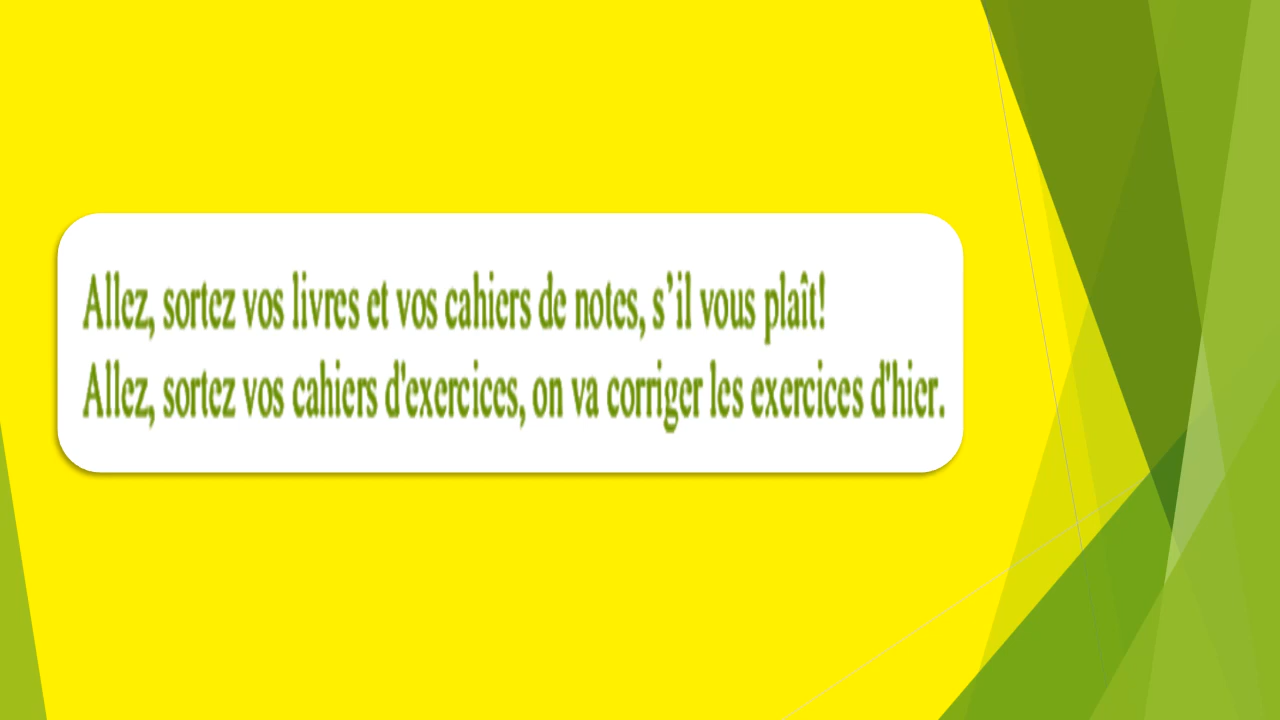 Allez, sortez vos livres et vos cahiers de notes, s’il vous plaît!
Allez, sortez vos cahiers d'exercices, on va corriger les exercices d'hier.